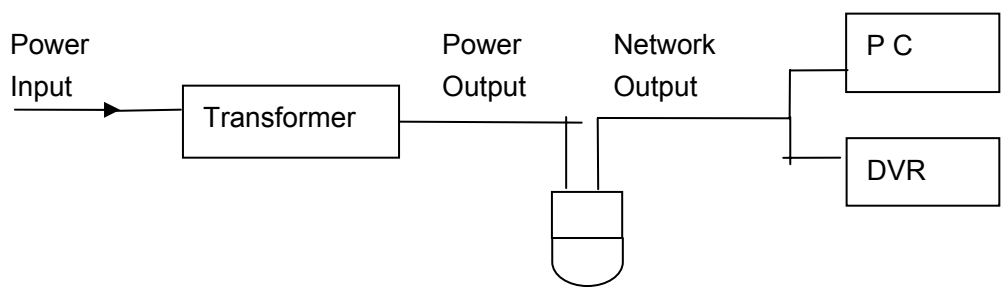 Power
Input
Transformer
Power
Output
Network
Output
P C
DVR